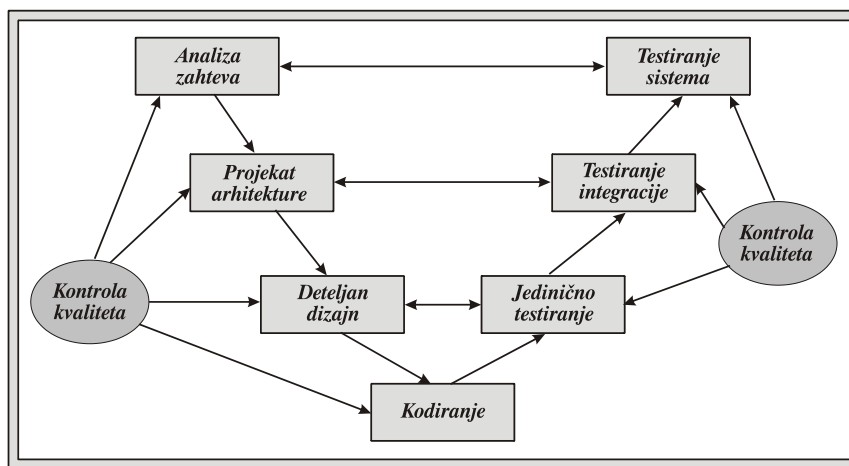 Analiza
zahteva
Testiranje
sistema
Projekat
arhitekture
Testiranje
integracije
Kontrola
kvaliteta
Kontrola
kvaliteta
Deteljan
dizajn
Jedinično
testiranje
Kodiranje